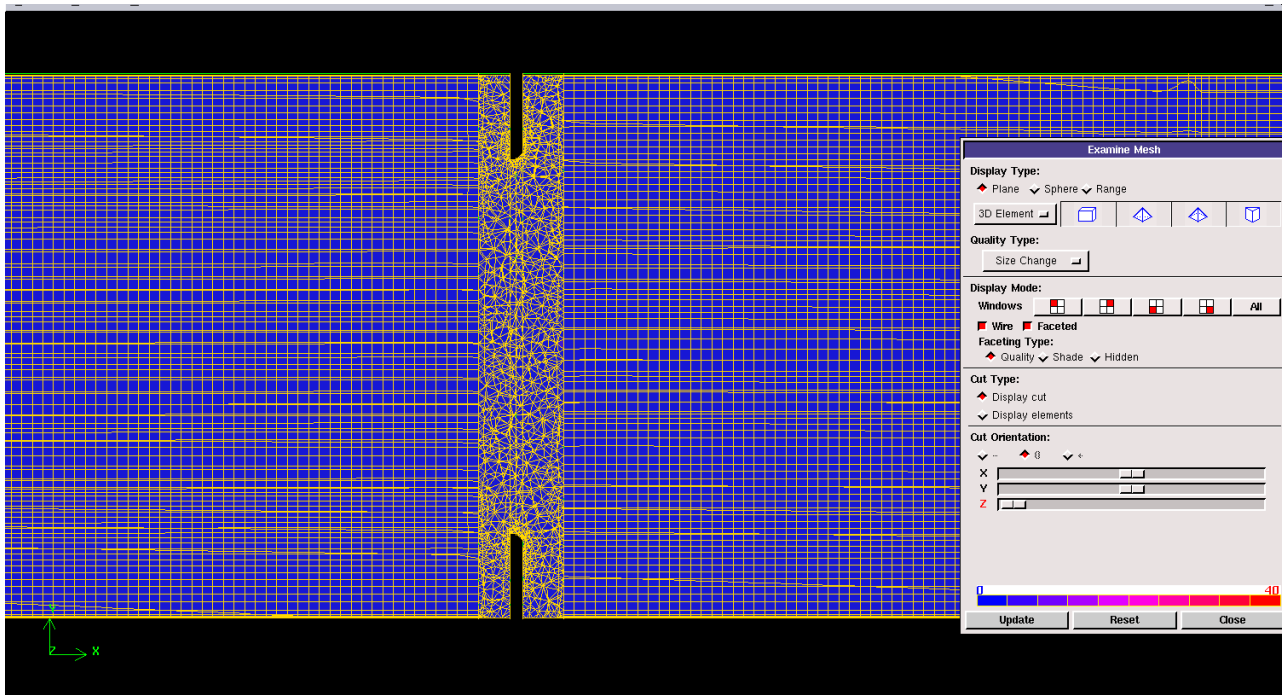 Examine Mesh
Display Type:
Plane Sphere Range
3D Element
Quality Type:
Size Change
Display Mode:
Windows All
Wire Faceted
Faceting Type:
Quality Shade Hidden
Cut Type:
Display cut
Display elements
Cut Orientation:
- 0 +
X
Y
Z
0 40
Update Reset Close
Y
Z X